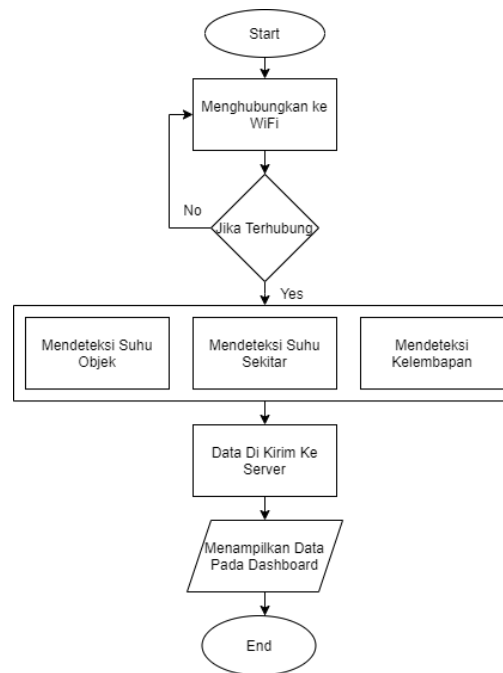 Start
Menghubungkan ke
WiFi
No
Jika Terhubung
Yes
Mendeteksi Suhu
Objek
Mendeteksi Suhu
Sekitar
Mendeteksi
Kelembapan
Data Di Kirim Ke
Server
Menampilkan Data
Pada Dashboard
End